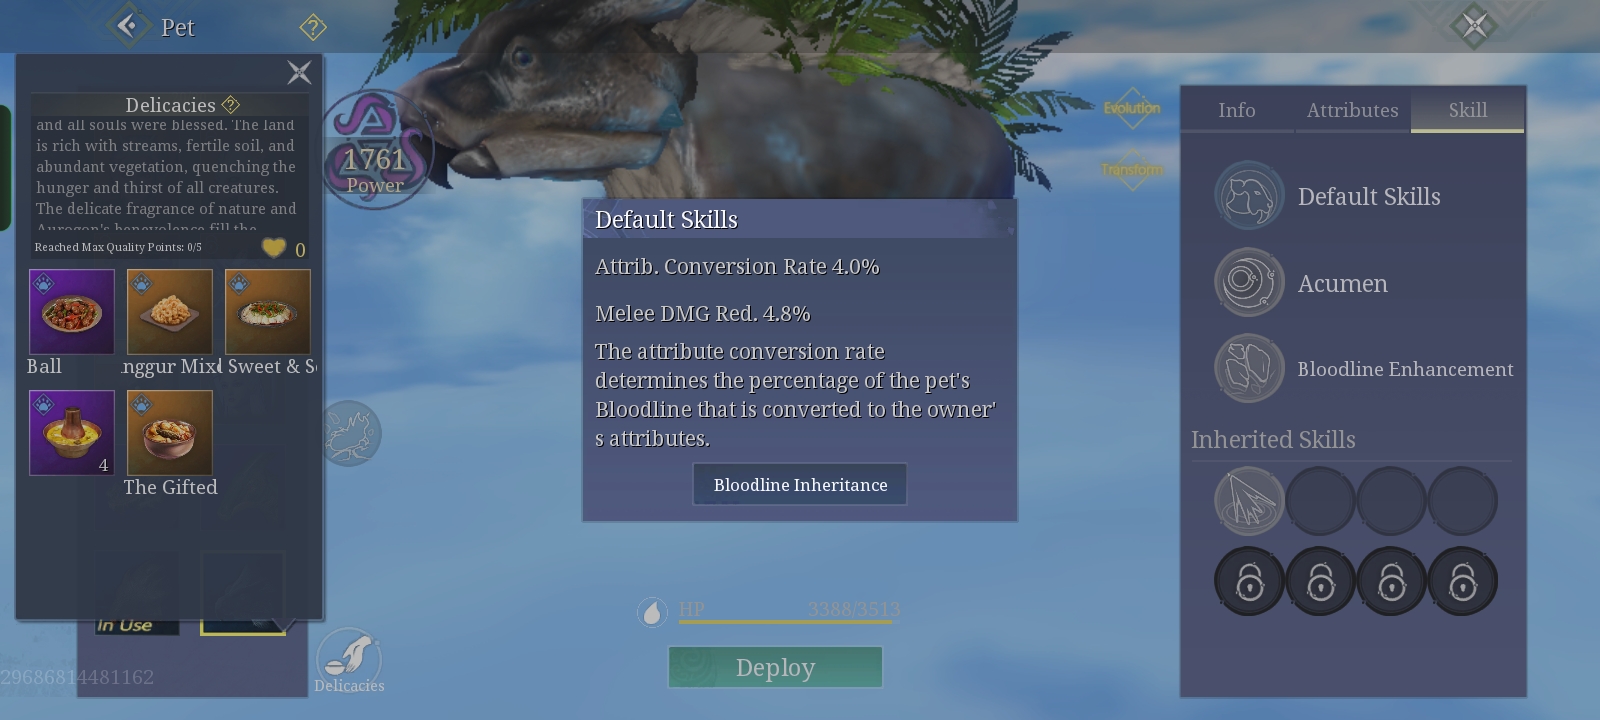 Pet
Delicacies
and all souls were blessed. The land
is rich with streams, fertile soil, and
abundant vegetation, quenching the
hunger and thirst of all creatures.
The delicate fragrance of nature and
Aurogon's benevolence fill the
Reached Max Quality Points: 0/5
0
Ball
nggur Mixd
Sweet & S
4
The Gifted
In Use
29686814481162
1761
Power
Delicacies
Default Skills
Attrib. Conversion Rate 4.0%
Melee DMG Red. 4.8%
The attribute conversion rate
determines the percentage of the pet's
Bloodline that is converted to the owner'
s attributes.
Bloodline Inheritance
HP 3388/3513
Deploy
Evolution
Transform
Info Attributes Skill
Default Skills
Acumen
Bloodline Enhancement
Inherited Skills